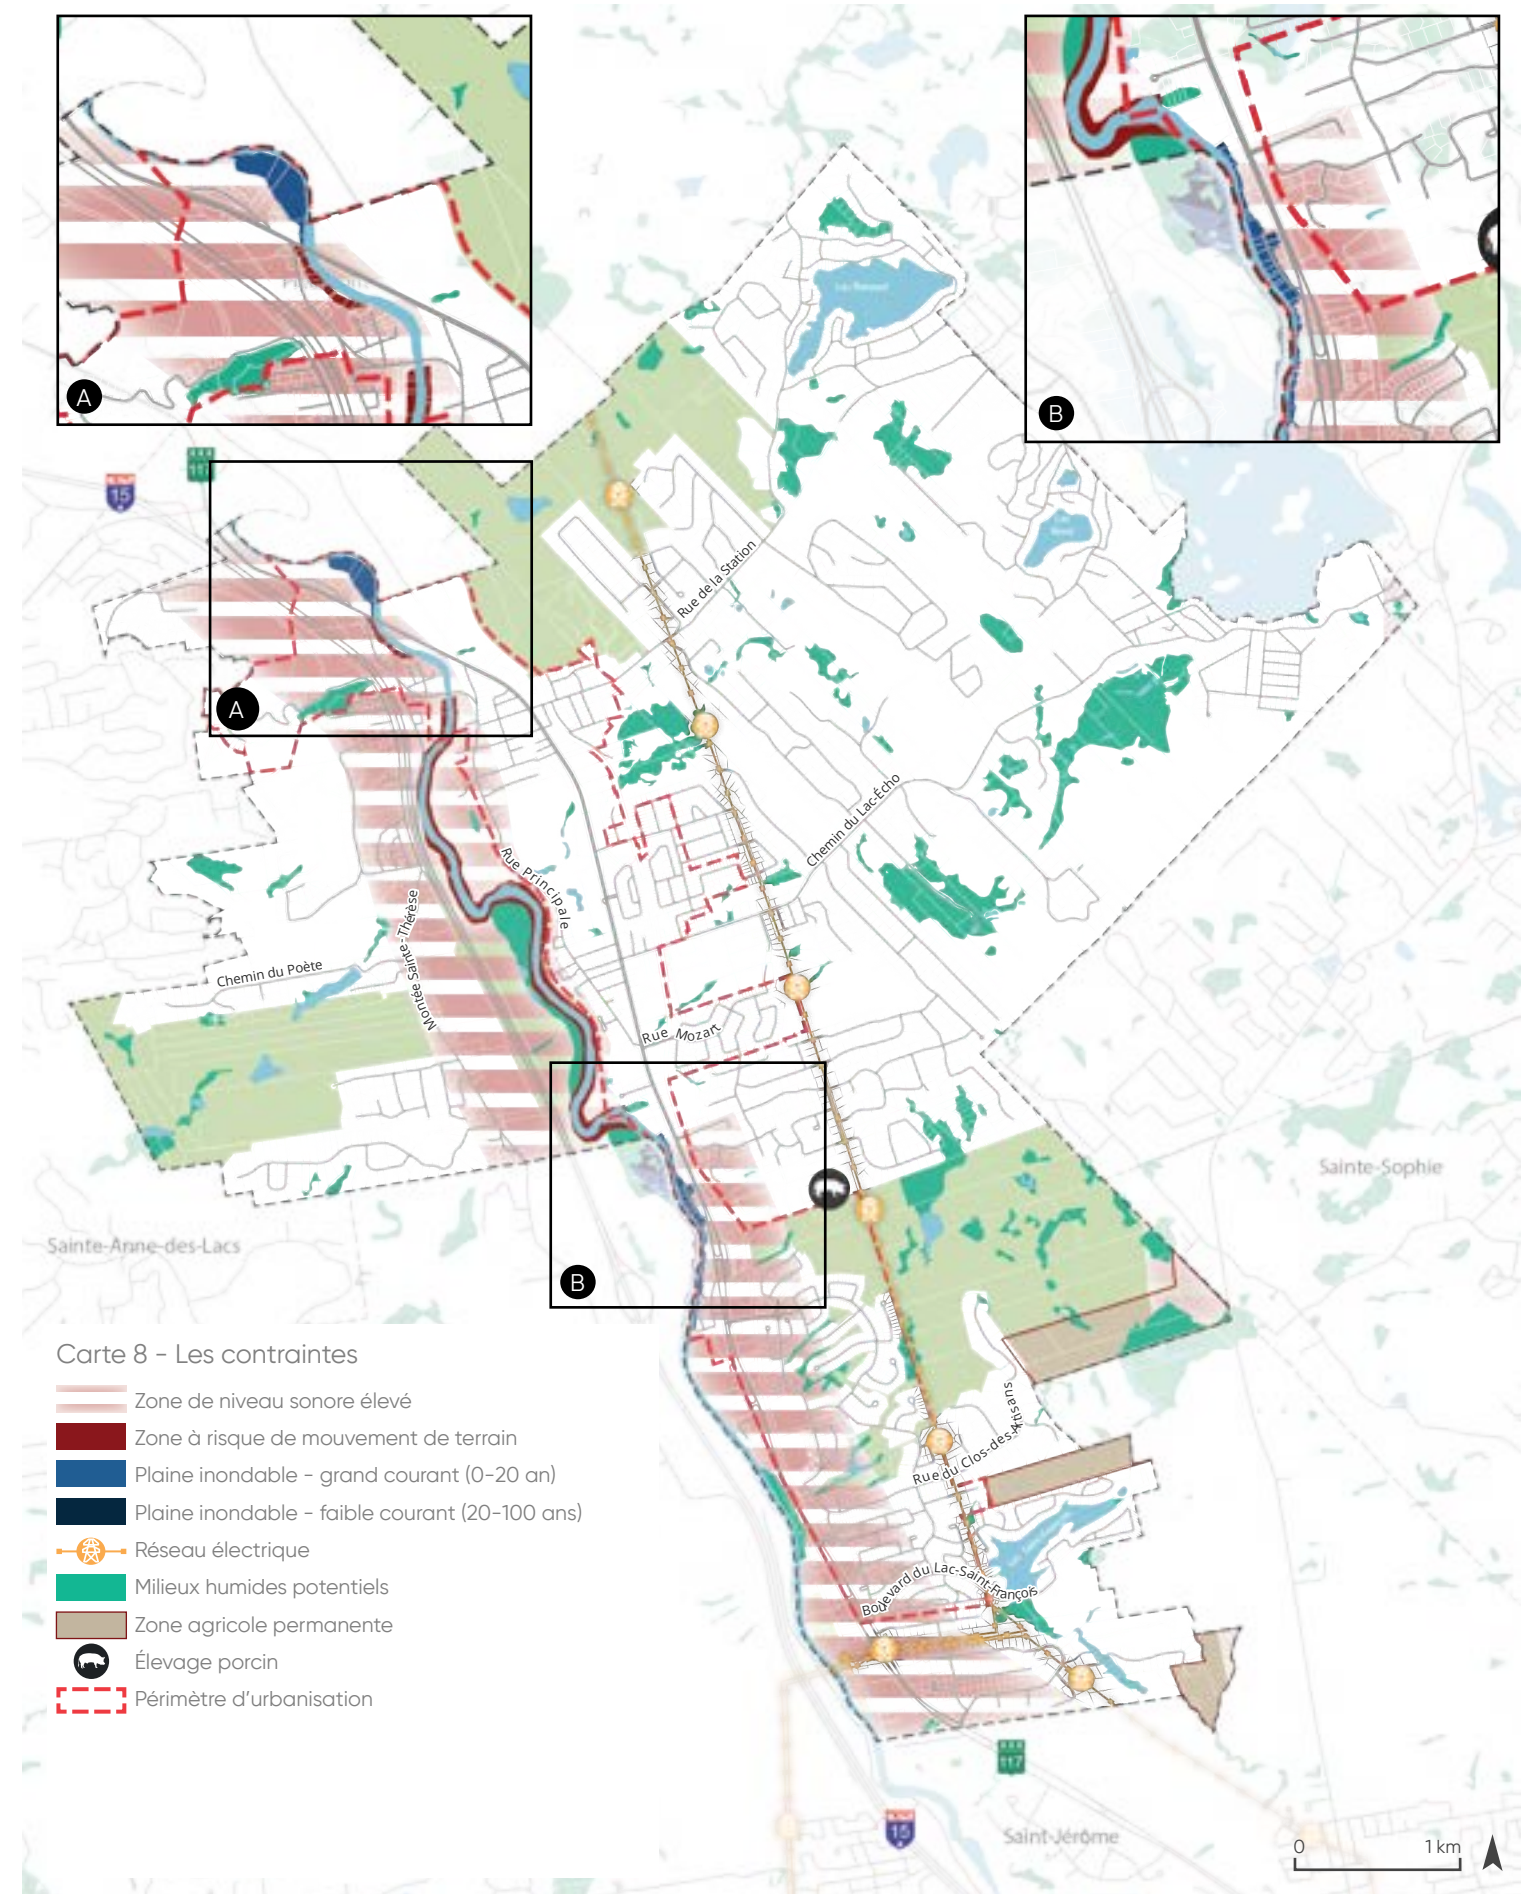 A
B
117
15
Rue de la Station
A
Chemin du Lac-Écho
Rue Principale
Montée Sainte-Thérèse
Chemin du Poète
Rue Mozart
Sainte-Sophie
Sainte-Anne-des-Lacs
B
Carte 8 - Les contraintes
Zone de niveau sonore élevé
Zone à risque de mouvement de terrain
Plaine inondable - grand courant (0-20 an)
Plaine inondable - faible courant (20-100 ans)
Réseau électrique
Milieux humides potentiels
Zone agricole permanente
Élevage porcin
Périmètre d'urbanisation
Rue du Clos-des-Artisans
Boulevard du Lac-Saint-François
117
15
Saint-Jérôme
0 1 km